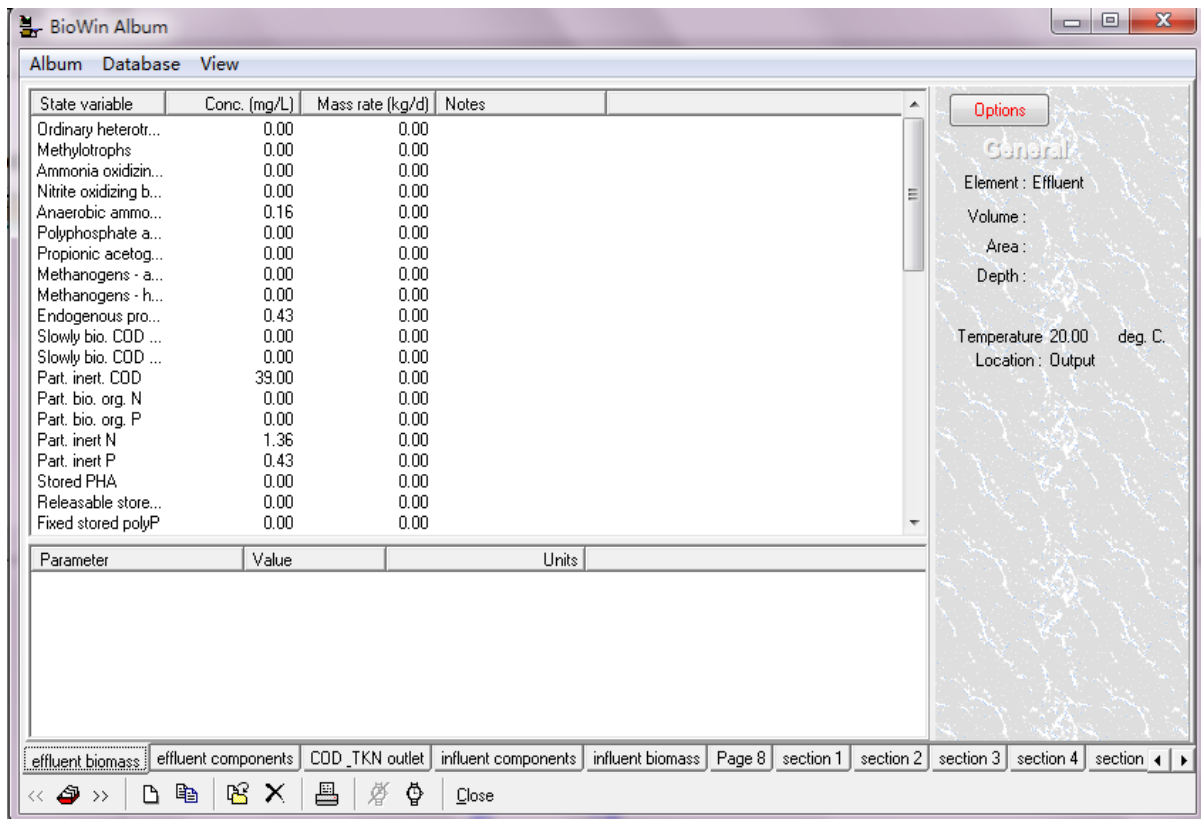 BioWin Album
Album Database View
State variable Conc. (mg/L) Mass rate (kg/d) Notes
Ordinary heterotr... 0.00 0.00
Methylotrophs 0.00 0.00
Ammonia oxidizin... 0.00 0.00
Nitrite oxidizing b... 0.00 0.00
Anaerobic ammo... 0.16 0.00
Polyphosphate a... 0.00 0.00
Propionic acetog... 0.00 0.00
Methanogens - a... 0.00 0.00
Methanogens - h... 0.00 0.00
Endogenous pro... 0.43 0.00
Slowly bio. COD ... 0.00 0.00
Slowly bio. COD ... 0.00 0.00
Part. inert. COD 39.00 0.00
Part. bio. org. N 0.00 0.00
Part. bio. org. P 0.00 0.00
Part. inert N 1.36 0.00
Part. inert P 0.43 0.00
Stored PHA 0.00 0.00
Releasable store... 0.00 0.00
Fixed stored polyP 0.00 0.00
Parameter Value Units
Options
General
Element : Effluent
Volume :
Area :
Depth :
Temperature 20.00 deg. C.
Location : Output
effluent biomass effluent components COD _TKN outlet influent components influent biomass Page 8 section 1 section 2 section 3 section 4 section
<< >> Close